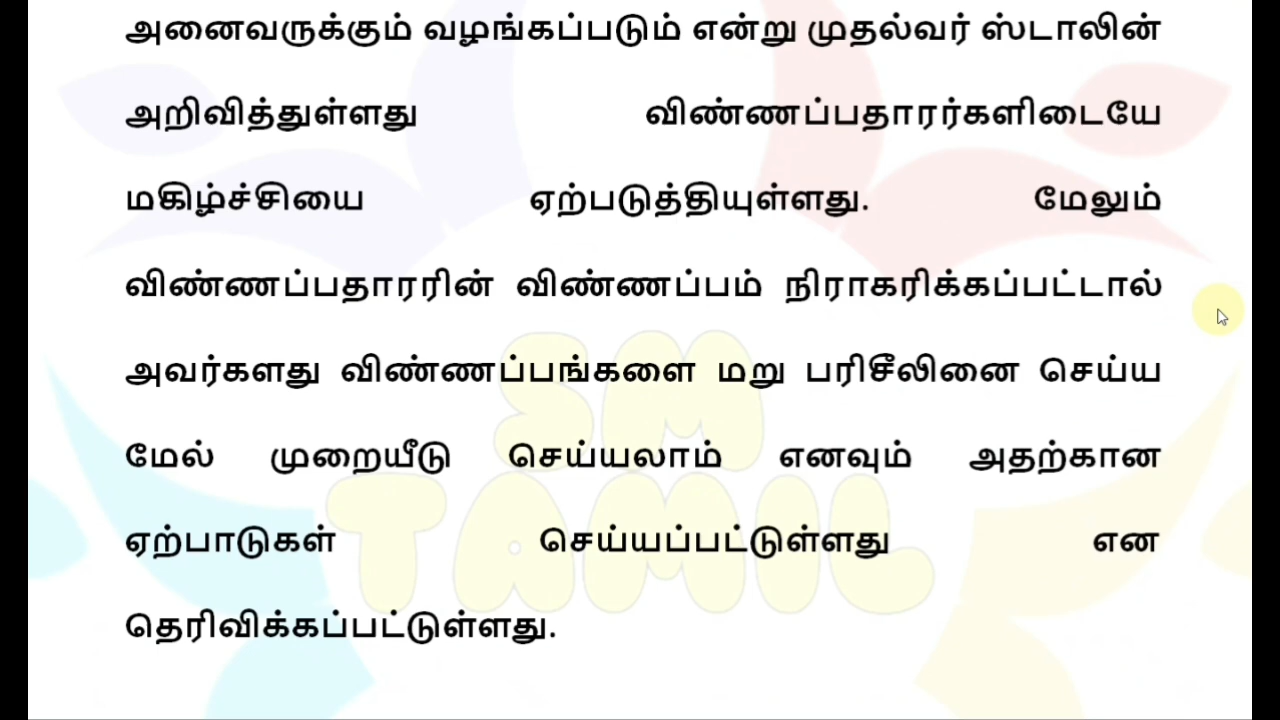 அனைவருக்கும் வழங்கப்படும் என்று முதல்வர் ஸ்டாலின்
அறிவித்துள்ளது விண்ணப்பதாரர்களிடையே
மகிழ்ச்சியை ஏற்படுத்தியுள்ளது. மேலும்
விண்ணப்பதாரரின் விண்ணப்பம் நிராகரிக்கப்பட்டால்
அவர்களது விண்ணப்பங்களை மறு பரிசீலினை செய்ய
மேல் முறையீடு செய்யலாம் எனவும் அதற்கான
ஏற்பாடுகள் செய்யப்பட்டுள்ளது என
தெரிவிக்கப்பட்டுள்ளது.
SM
TAMIL